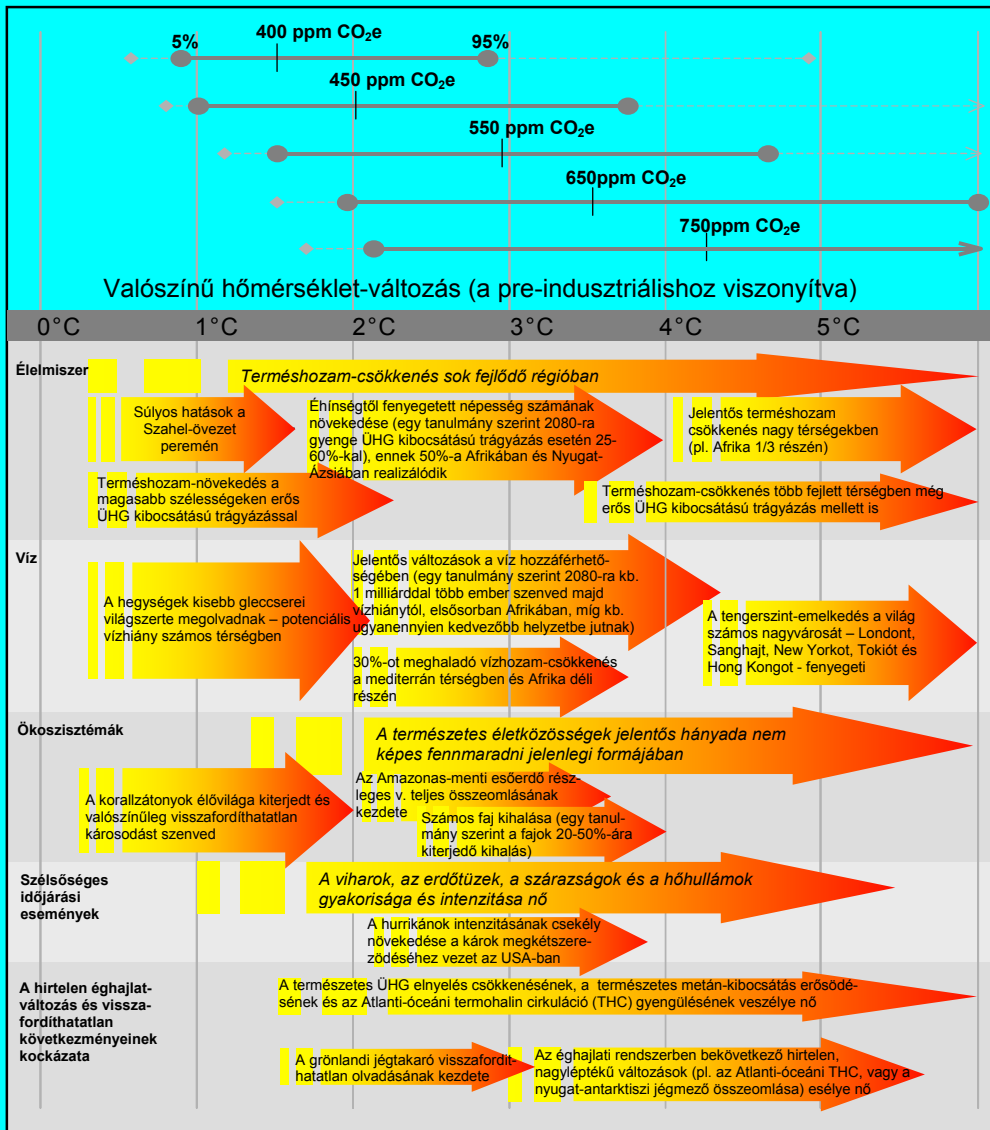 400 ppm CO₂e
5%
95%
450 ppm CO₂e
550 ppm CO₂e
650ppm CO₂e
750ppm CO₂e
Valószínű hőmérséklet-változás (a pre-indusztriálishoz viszonyítva)
0°C 1°C 2°C 3°C 4°C 5°C
Élelmiszer
Terméshozam-csökkenés sok fejlődő régióban
Súlyos hatások a
Szahel-övezet
peremén
Éhínségtől fenyegetett népesség számának
növekedése (egy tanulmány szerint 2080-ra
gyenge ÜHG kibocsátású trágyázás esetén 25-
60%-kal), ennek 50%-a Afrikában és Nyugat-
Ázsiában realizálódik
Jelentős terméshozam
csökkenés nagy térségekben
(pl. Afrika 1/3 részén)
Terméshozam-növekedés a
magasabb szélességeken erős
ÜHG kibocsátású trágyázással
Terméshozam-csökkenés több fejlett térségben még
erős ÜHG kibocsátású trágyázás mellett is
Víz
A hegységek kisebb gleccserei
világszerte megolvadnak – potenciális
vízhiány számos térségben
Jelentős változások a víz hozzáférhető-
ségében (egy tanulmány szerint 2080-ra kb.
1 milliárddal több ember szenved majd
vízhiánytól, elsősorban Afrikában, míg kb.
ugyanennyien kedvezőbb helyzetbe jutnak)
30%-ot meghaladó vízhozam-csökkenés
a mediterrán térségben és Afrika déli
részén
A tengerszint-emelkedés a világ
számos nagyvárosát – Londont,
Sanghajt, New Yorkot, Tokiót és
Hong Kongot - fenyegeti
Ökoszisztémák
A természetes életközösségek jelentős hányada nem
képes fennmaradni jelenlegi formájában
A korallzátonyok élővilága kiterjedt és
valószínűleg visszafordíthatatlan
károsodást szenved
Az Amazonas-menti esőerdő rész-
leges v. teljes összeomlásának
kezdete
Számos faj kihalása (egy tanul-
mány szerint a fajok 20-50%-ára
kiterjedő kihalás)
Szélsőséges
időjárási
események
A viharok, az erdőtüzek, a szárazságok és a hőhullámok
gyakorisága és intenzitása nő
A hurrikánok intenzitásának csekély
növekedése a károk megkétszere-
ződéséhez vezet az USA-ban
A hirtelen éghajlat-
változás és vissza-
fordíthatatlan
következményeinek
kockázata
A természetes ÜHG elnyelés csökkenésének, a természetes metán-kibocsátás erősödé-
sének és az Atlanti-óceáni termohalin cirkuláció (THC) gyengülésének veszélye nő
A grönlandi jégtakaró visszafordít-
hatatlan olvadásának kezdete
Az éghajlati rendszerben bekövetkező hirtelen,
nagyléptékű változások (pl. az Atlanti-óceáni THC, vagy a
nyugat-antarktiszi jégmező összeomlása) esélye nő